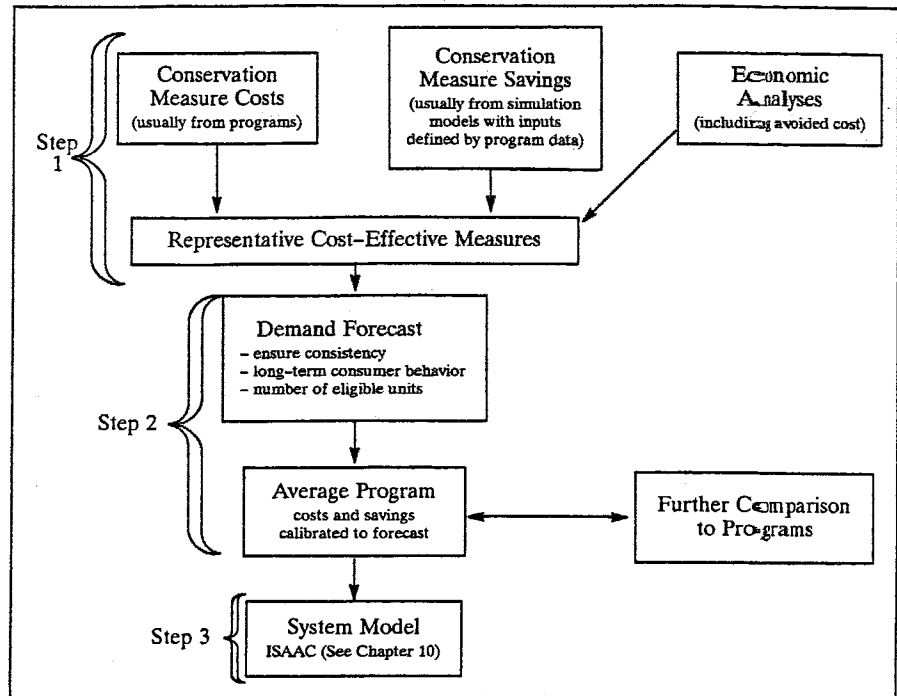 Conservation
Measure Costs
(usually from programs)
Conservation
Measure Savings
(usually from simulation
models with inputs
defined by program data)
Economic
Analyses
(including avoided cost)
Step
1
Representative Cost–Effective Measures
Demand Forecast
– ensure consistency
– long–term consumer behavior
– number of eligible units
Step 2
Average Program
costs and savings
calibrated to forecast
Further Comparison
to Programs
Step 3
System Model
ISAAC (See Chapter 10)